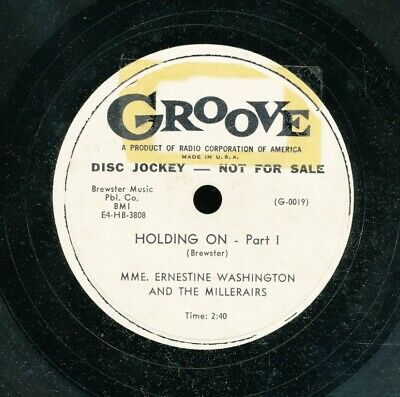 GROOVE
A PRODUCT OF RADIO CORPORATION OF AMERICA
MADE IN U.S.A.
DISC JOCKEY — NOT FOR SALE
Brewster Music
Pbl. Co.
BMI
E4-HB-3808
(G-0019)
HOLDING ON - Part I
(Brewster)
MME. ERNESTINE WASHINGTON
AND THE MILLERAIRS
Time: 2:40